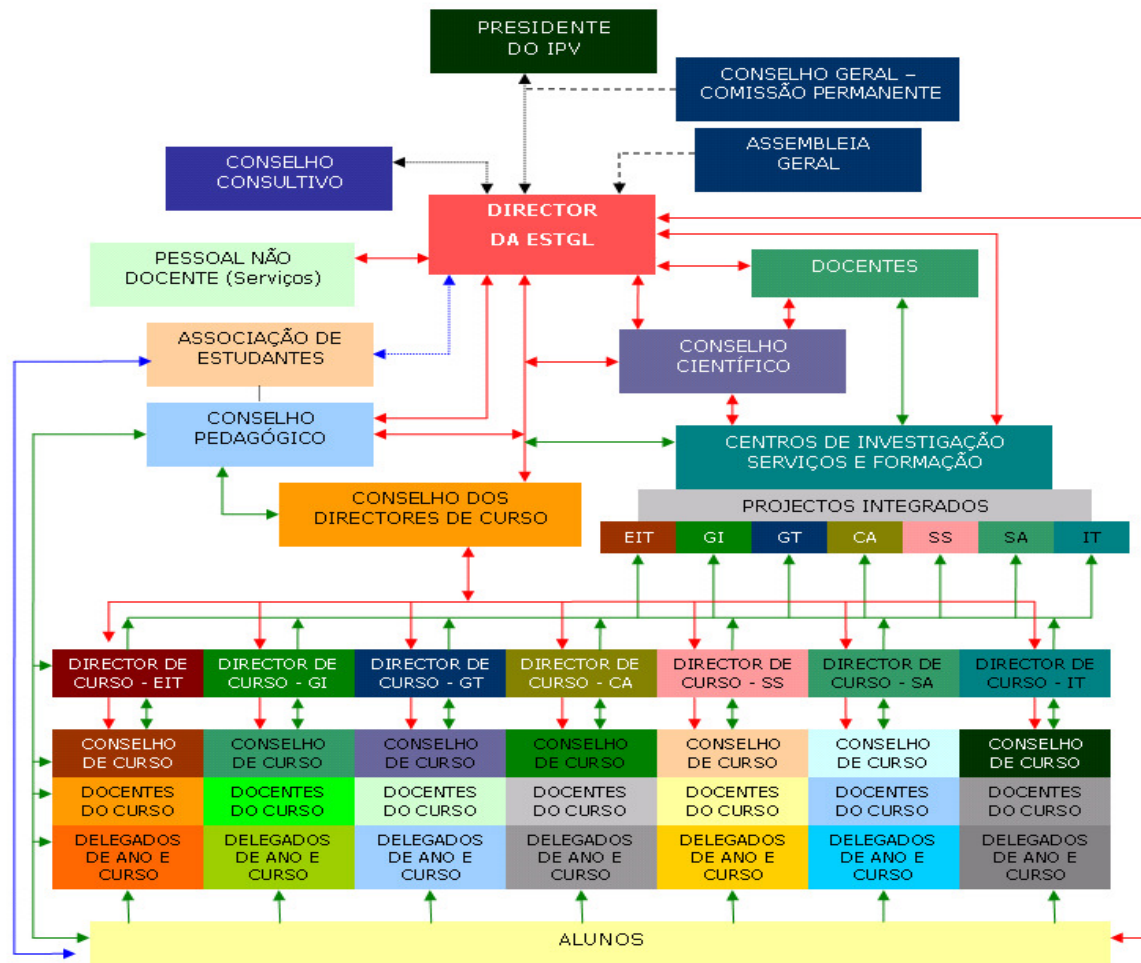 PRESIDENTE
DO IPV
CONSELHO GERAL –
COMISSÃO PERMANENTE
ASSEMBLEIA
GERAL
CONSELHO
CONSULTIVO
DIRECTOR
DA ESTGL
PESSOAL NÃO
DOCENTE (Serviços)
DOCENTES
ASSOCIAÇÃO DE
ESTUDANTES
CONSELHO
CIENTÍFICO
CONSELHO
PEDAGÓGICO
CENTROS DE INVESTIGAÇÃO
SERVIÇOS E FORMAÇÃO
CONSELHO DOS
DIRECTORES DE CURSO
PROJECTOS INTEGRADOS
EIT
GI
GT
CA
SS
SA
IT
DIRECTOR DE
CURSO - EIT
DIRECTOR DE
CURSO - GI
DIRECTOR DE
CURSO - GT
DIRECTOR DE
CURSO - CA
DIRECTOR DE
CURSO - SS
DIRECTOR DE
CURSO - SA
DIRECTOR DE
CURSO - IT
CONSELHO
DE CURSO
CONSELHO
DE CURSO
CONSELHO
DE CURSO
CONSELHO
DE CURSO
CONSELHO
DE CURSO
CONSELHO
DE CURSO
CONSELHO
DE CURSO
DOCENTES
DO CURSO
DOCENTES
DO CURSO
DOCENTES
DO CURSO
DOCENTES
DO CURSO
DOCENTES
DO CURSO
DOCENTES
DO CURSO
DOCENTES
DO CURSO
DELEGADOS
DE ANO E
CURSO
DELEGADOS
DE ANO E
CURSO
DELEGADOS
DE ANO E
CURSO
DELEGADOS
DE ANO E
CURSO
DELEGADOS
DE ANO E
CURSO
DELEGADOS
DE ANO E
CURSO
DELEGADOS
DE ANO E
CURSO
ALUNOS